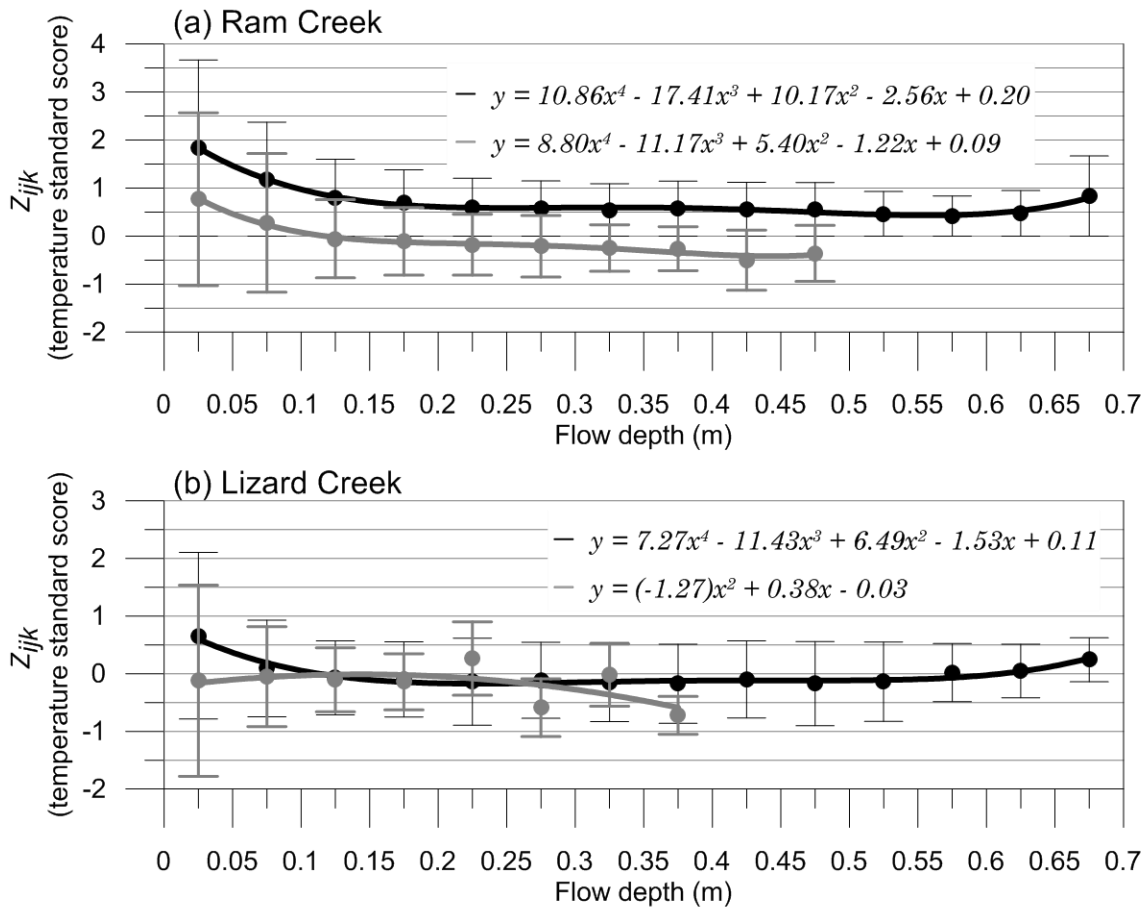 (a) Ram Creek
4
3
2
1
0
-1
-2
Zijk
(temperature standard score)
y = 10.86x⁴ - 17.41x³ + 10.17x² - 2.56x + 0.20
y = 8.80x⁴ - 11.17x³ + 5.40x² - 1.22x + 0.09
0 0.05 0.1 0.15 0.2 0.25 0.3 0.35 0.4 0.45 0.5 0.55 0.6 0.65 0.7
Flow depth (m)
(b) Lizard Creek
3
2
1
0
-1
-2
Zijk
(temperature standard score)
y = 7.27x⁴ - 11.43x³ + 6.49x² - 1.53x + 0.11
y = (-1.27)x² + 0.38x - 0.03
0 0.05 0.1 0.15 0.2 0.25 0.3 0.35 0.4 0.45 0.5 0.55 0.6 0.65 0.7
Flow depth (m)